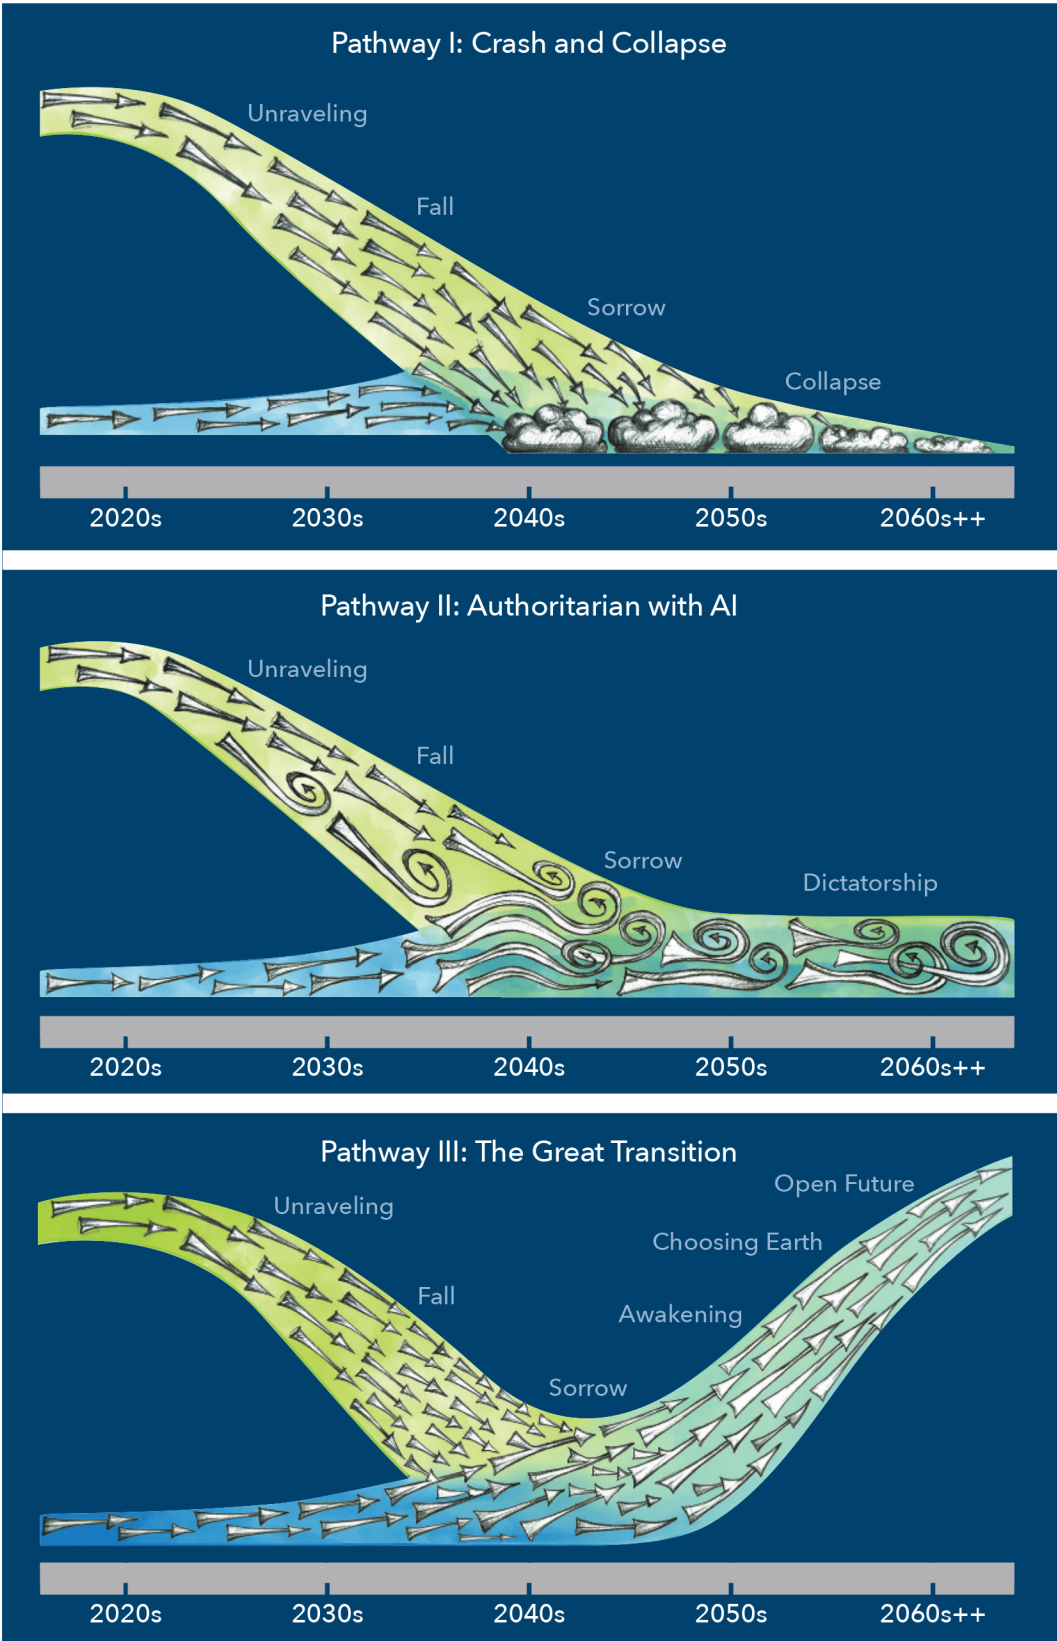 Pathway I: Crash and Collapse
Unraveling
Fall
Sorrow
Collapse
2020s 2030s 2040s 2050s 2060s++
Pathway II: Authoritarian with AI
Unraveling
Fall
Sorrow
Dictatorship
2020s 2030s 2040s 2050s 2060s++
Pathway III: The Great Transition
Open Future
Unraveling
Choosing Earth
Fall
Awakening
Sorrow
2020s 2030s 2040s 2050s 2060s++